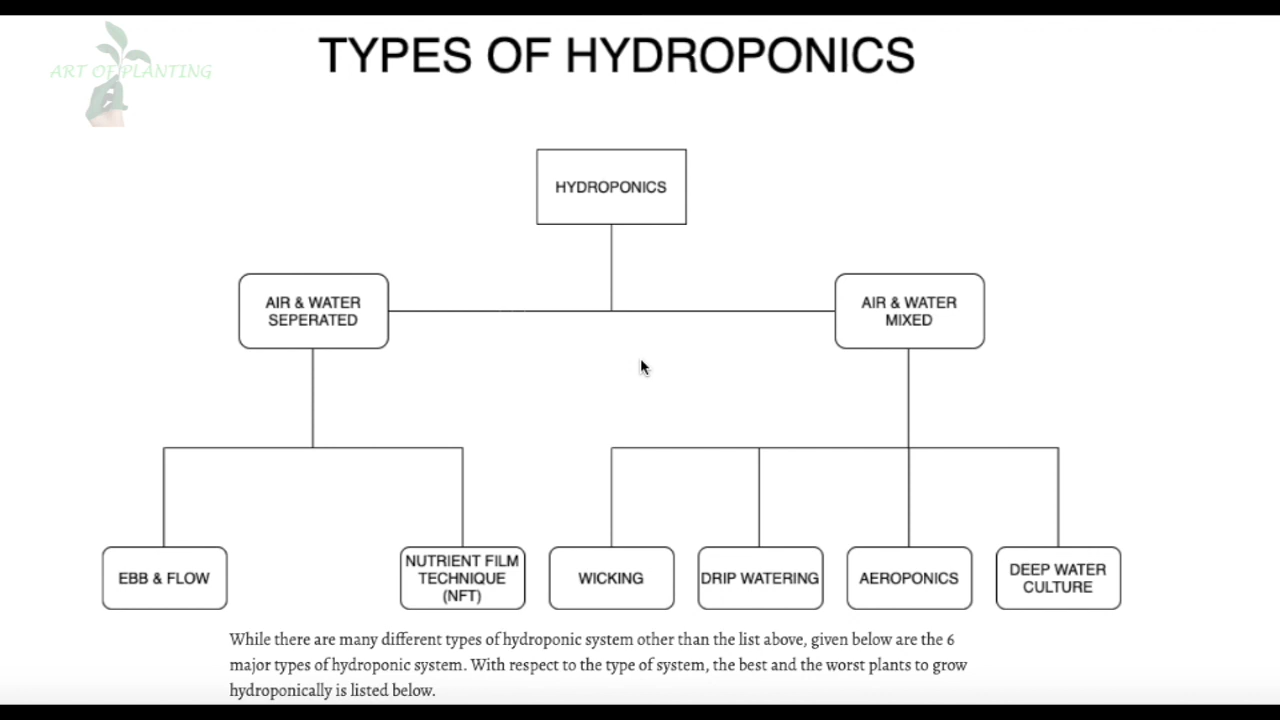 ART OF PLANTING
TYPES OF HYDROPONICS
HYDROPONICS
AIR & WATER
SEPERATED
AIR & WATER
MIXED
EBB & FLOW
NUTRIENT FILM
TECHNIQUE
(NFT)
WICKING
DRIP WATERING
AEROPONICS
DEEP WATER
CULTURE
While there are many different types of hydroponic system other than the list above, given below are the 6
major types of hydroponic system. With respect to the type of system, the best and the worst plants to grow
hydroponically is listed below.